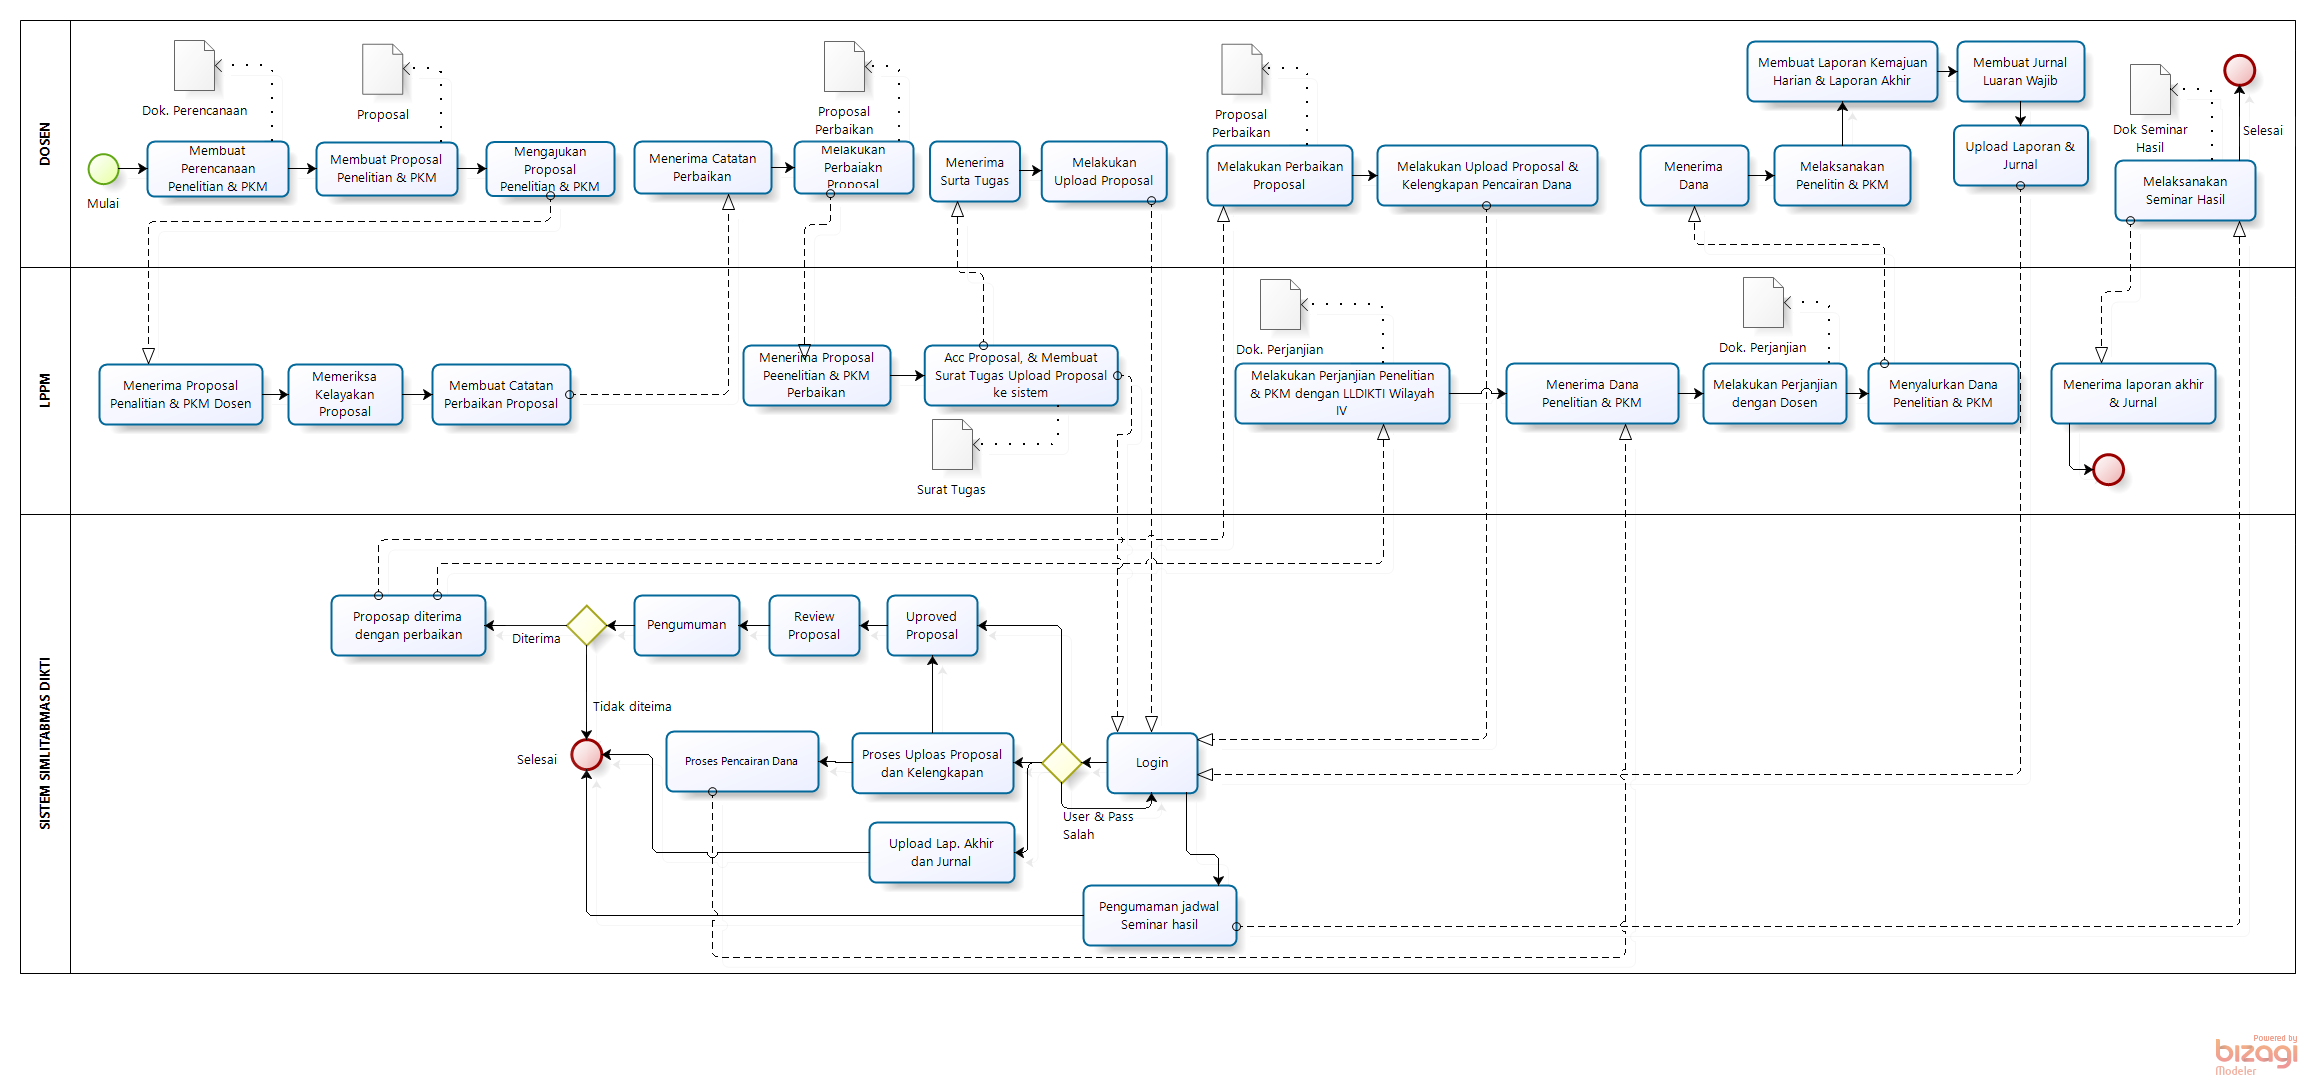 DOSEN
Dok. Perencanaan
Proposal
Proposal
Perbaikan
Proposal
Perbaikan
Mulai
Membuat
Perencanaan
Penelitian & PKM
Membuat Proposal
Penelitian & PKM
Mengajukan
Proposal
Penelitian & PKM
Menerima Catatan
Perbaikan
Melakukan
Perbaiakn
Proposal
Menerima
Surta Tugas
Melakukan
Upload Proposal
Melakukan Perbaikan
Proposal
Melakukan Upload Proposal &
Kelengkapan Pencairan Dana
Menerima
Dana
Melaksanakan
Penelitin & PKM
Membuat Laporan Kemajuan
Harian & Laporan Akhir
Membuat Jurnal
Luaran Wajib
Upload Laporan &
Jurnal
Dok Seminar
Hasil
Melaksanakan
Seminar Hasil
Selesai
LPPM
Menerima Proposal
Penalitian & PKM Dosen
Memeriksa
Kelayakan
Proposal
Membuat Catatan
Perbaikan Proposal
Menerima Proposal
Peenelitian & PKM
Perbaikan
Acc Proposal, & Membuat
Surat Tugas Upload Proposal
ke sistem
Surat Tugas
Dok. Perjanjian
Melakukan Perjanjian Penelitian
& PKM dengan LLDIKTI Wilayah
IV
Menerima Dana
Penelitian & PKM
Dok. Perjanjian
Melakukan Perjanjian
dengan Dosen
Menyalurkan Dana
Penelitian & PKM
Menerima laporan akhir
& Jurnal
SISTEM SIMLITABMAS DIKTI
Proposap diterima
dengan perbaikan
Diterima
Pengumuman
Review
Proposal
Uproved
Proposal
Tidak diteima
Selesai
Proses Pencairan Dana
Proses Uploas Proposal
dan Kelengkapan
Login
User & Pass
Salah
Upload Lap. Akhir
dan Jurnal
Pengumaman jadwal
Seminar hasil
Powered by
bizagi
Modeler